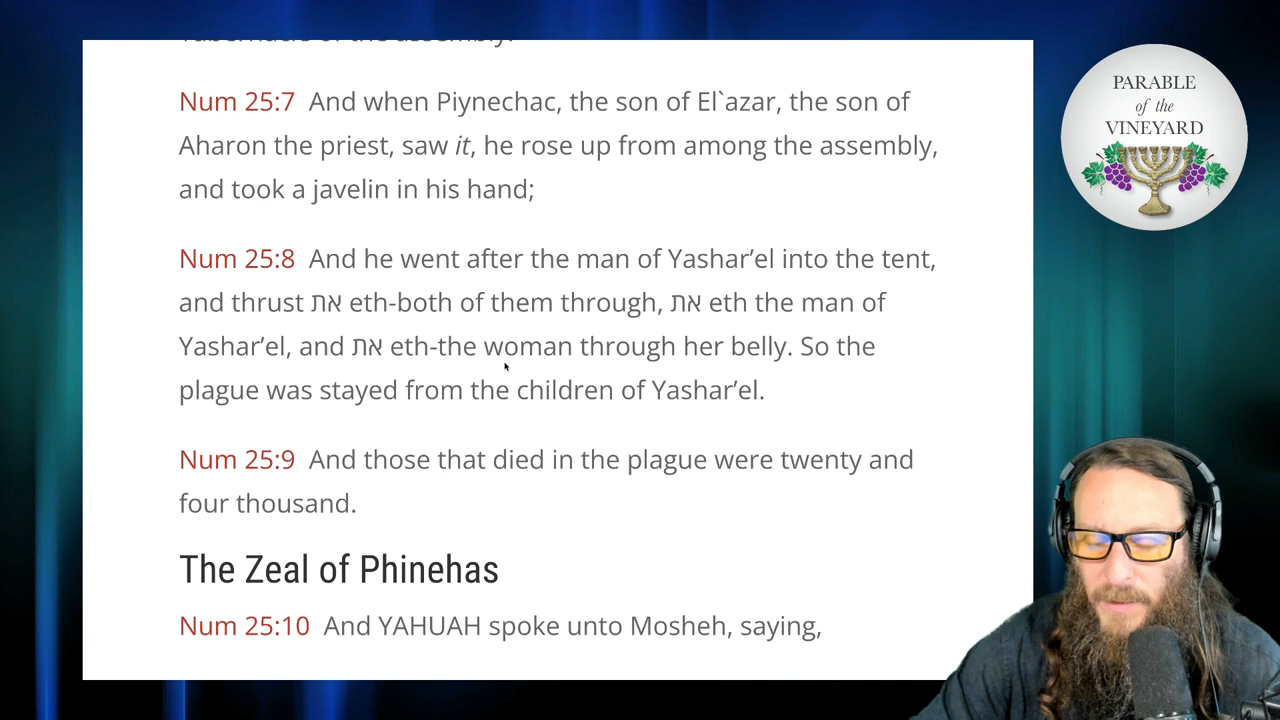 Num 25:7 And when Piynechac, the son of El`azar, the son of
Aharon the priest, saw it, he rose up from among the assembly,
and took a javelin in his hand;
Num 25:8 And he went after the man of Yashar’el into the tent,
and thrust את eth-both of them through, את eth the man of
Yashar’el, and את eth-the woman through her belly. So the
plague was stayed from the children of Yashar’el.
Num 25:9 And those that died in the plague were twenty and
four thousand.
The Zeal of Phinehas
Num 25:10 And YAHUAH spoke unto Mosheh, saying,
PARABLE
of the
VINEYARD